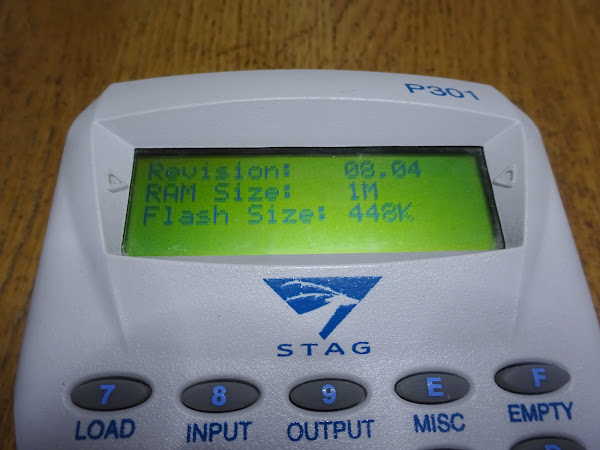 P301
Revision: 08.04
RAM Size: 1M
Flash Size: 448K
STAG
7 8 9 E F
LOAD INPUT OUTPUT MISC EMPTY